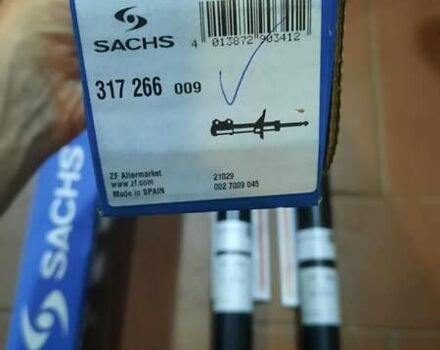 SACHS
4 013872 903412
317 266 009
ZF Aftermarket
www.zf.com
Made in SPAIN
21029
002 7009 045
SACHS